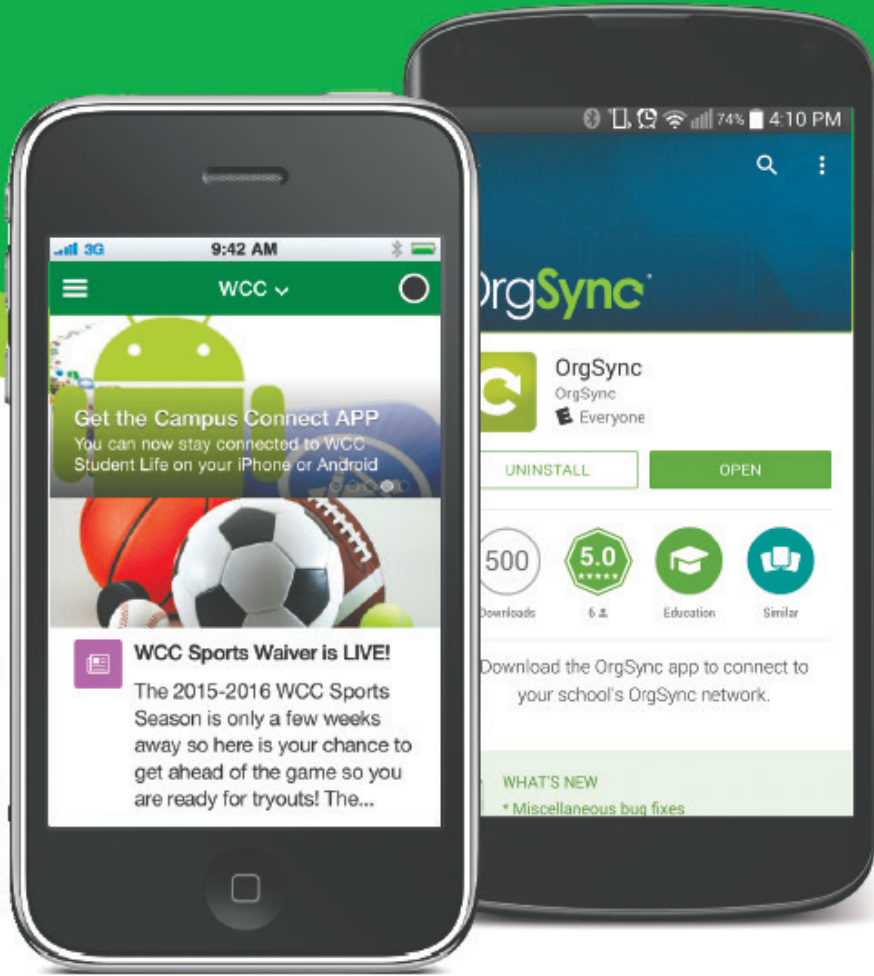 3G
9:42 AM
WCC
Get the Campus Connect APP
You can now stay connected to WCC
Student Life on your iPhone or Android
WCC Sports Waiver is LIVE!
The 2015-2016 WCC Sports
Season is only a few weeks
away so here is your chance to
get ahead of the game so you
are ready for tryouts! The...
74% 4:10 PM
OrgSync
OrgSync
OrgSync
E Everyone
UNINSTALL
OPEN
500
5.0
Downloads
6
Education
Similar
Download the OrgSync app to connect to
your school's OrgSync network.
WHAT'S NEW
* Miscellaneous bug fixes